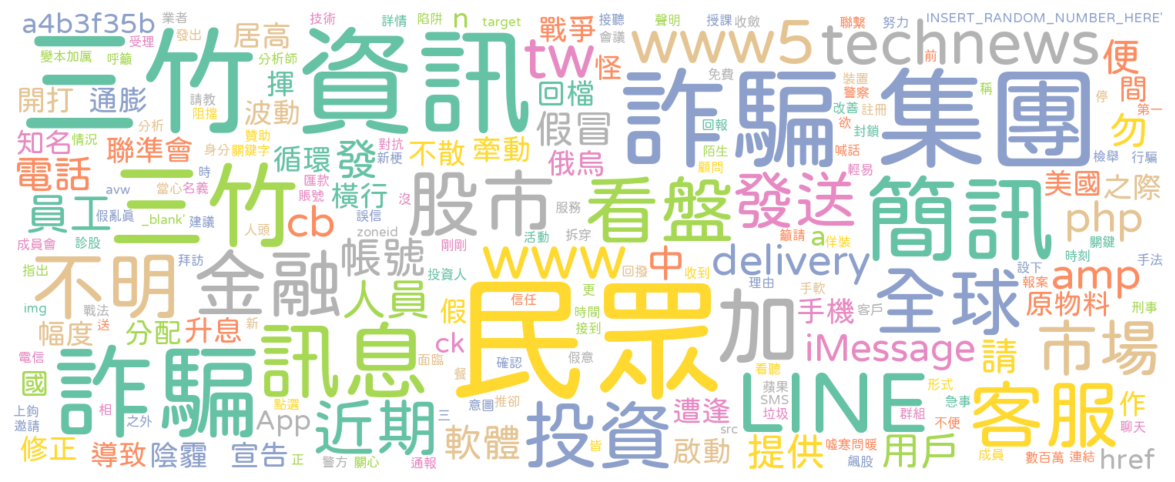 a4b3f35b 業者 技術 詳情 陷阱 n target 戰爭 接聽 聲明 授課 收斂 聯繫 努力 INSERT_RANDOM_NUMBER_HERE
受理 發出 居高 會議 www5 technews 便
變本加厲 呼籲 分析師 三竹資訊 tw 怪 前
開打 通膨 請教 揮 回檔 免費 詐騙集團 裝置 警察 間 稱 停
波動 阻擋 假冒 改善 註冊 第一
知名 情況 分析 贊助 對抗 回報 欲 封鎖 勿
聯準會 身分 關鍵字 循環 發 新梗 不散 牽動 俄烏 陌生 喊話 檢舉 行騙
電話 時 匯款 橫行 顧問 輕易
avw 當心 名義 賬號 沒 股市 看盤 發送 簡訊 美國 之際
員工 假亂真 _blank' 建議 三竹 cb 誤信 服務 php
人頭 zoneid 活動 拆穿 籲請 a 佯裝 關鍵
成員會 診股 帳號 剛剛 www 中 delivery 時刻 手法
指出 不明 拜訪 金融 投資人 回撥 收到 理由 設下 amp 報案
img 戰法 人員 民眾 信任 更 加 手軟 全球 原物料
送 假 時間 手機 客戶 刑事
幅度 分配 升息 新 接到 市場
電信 詐騙 訊息 ck 確認 假意 iMessage 請
國 面臨 餐 看聽
上鉤 相 點選 意圖 推卻 遭逢 蘋果 LINE 形式 急事 客服 作
邀請 之外 App 近期 三 投資 SMS 垃圾 群組 不便 聊天
修正 導致 陰霾 宣告 正 軟體 皆 src 啟動 提供 噓寒問暖 用戶 成員
警方 關心 通報 飆股 數百萬 連結 href